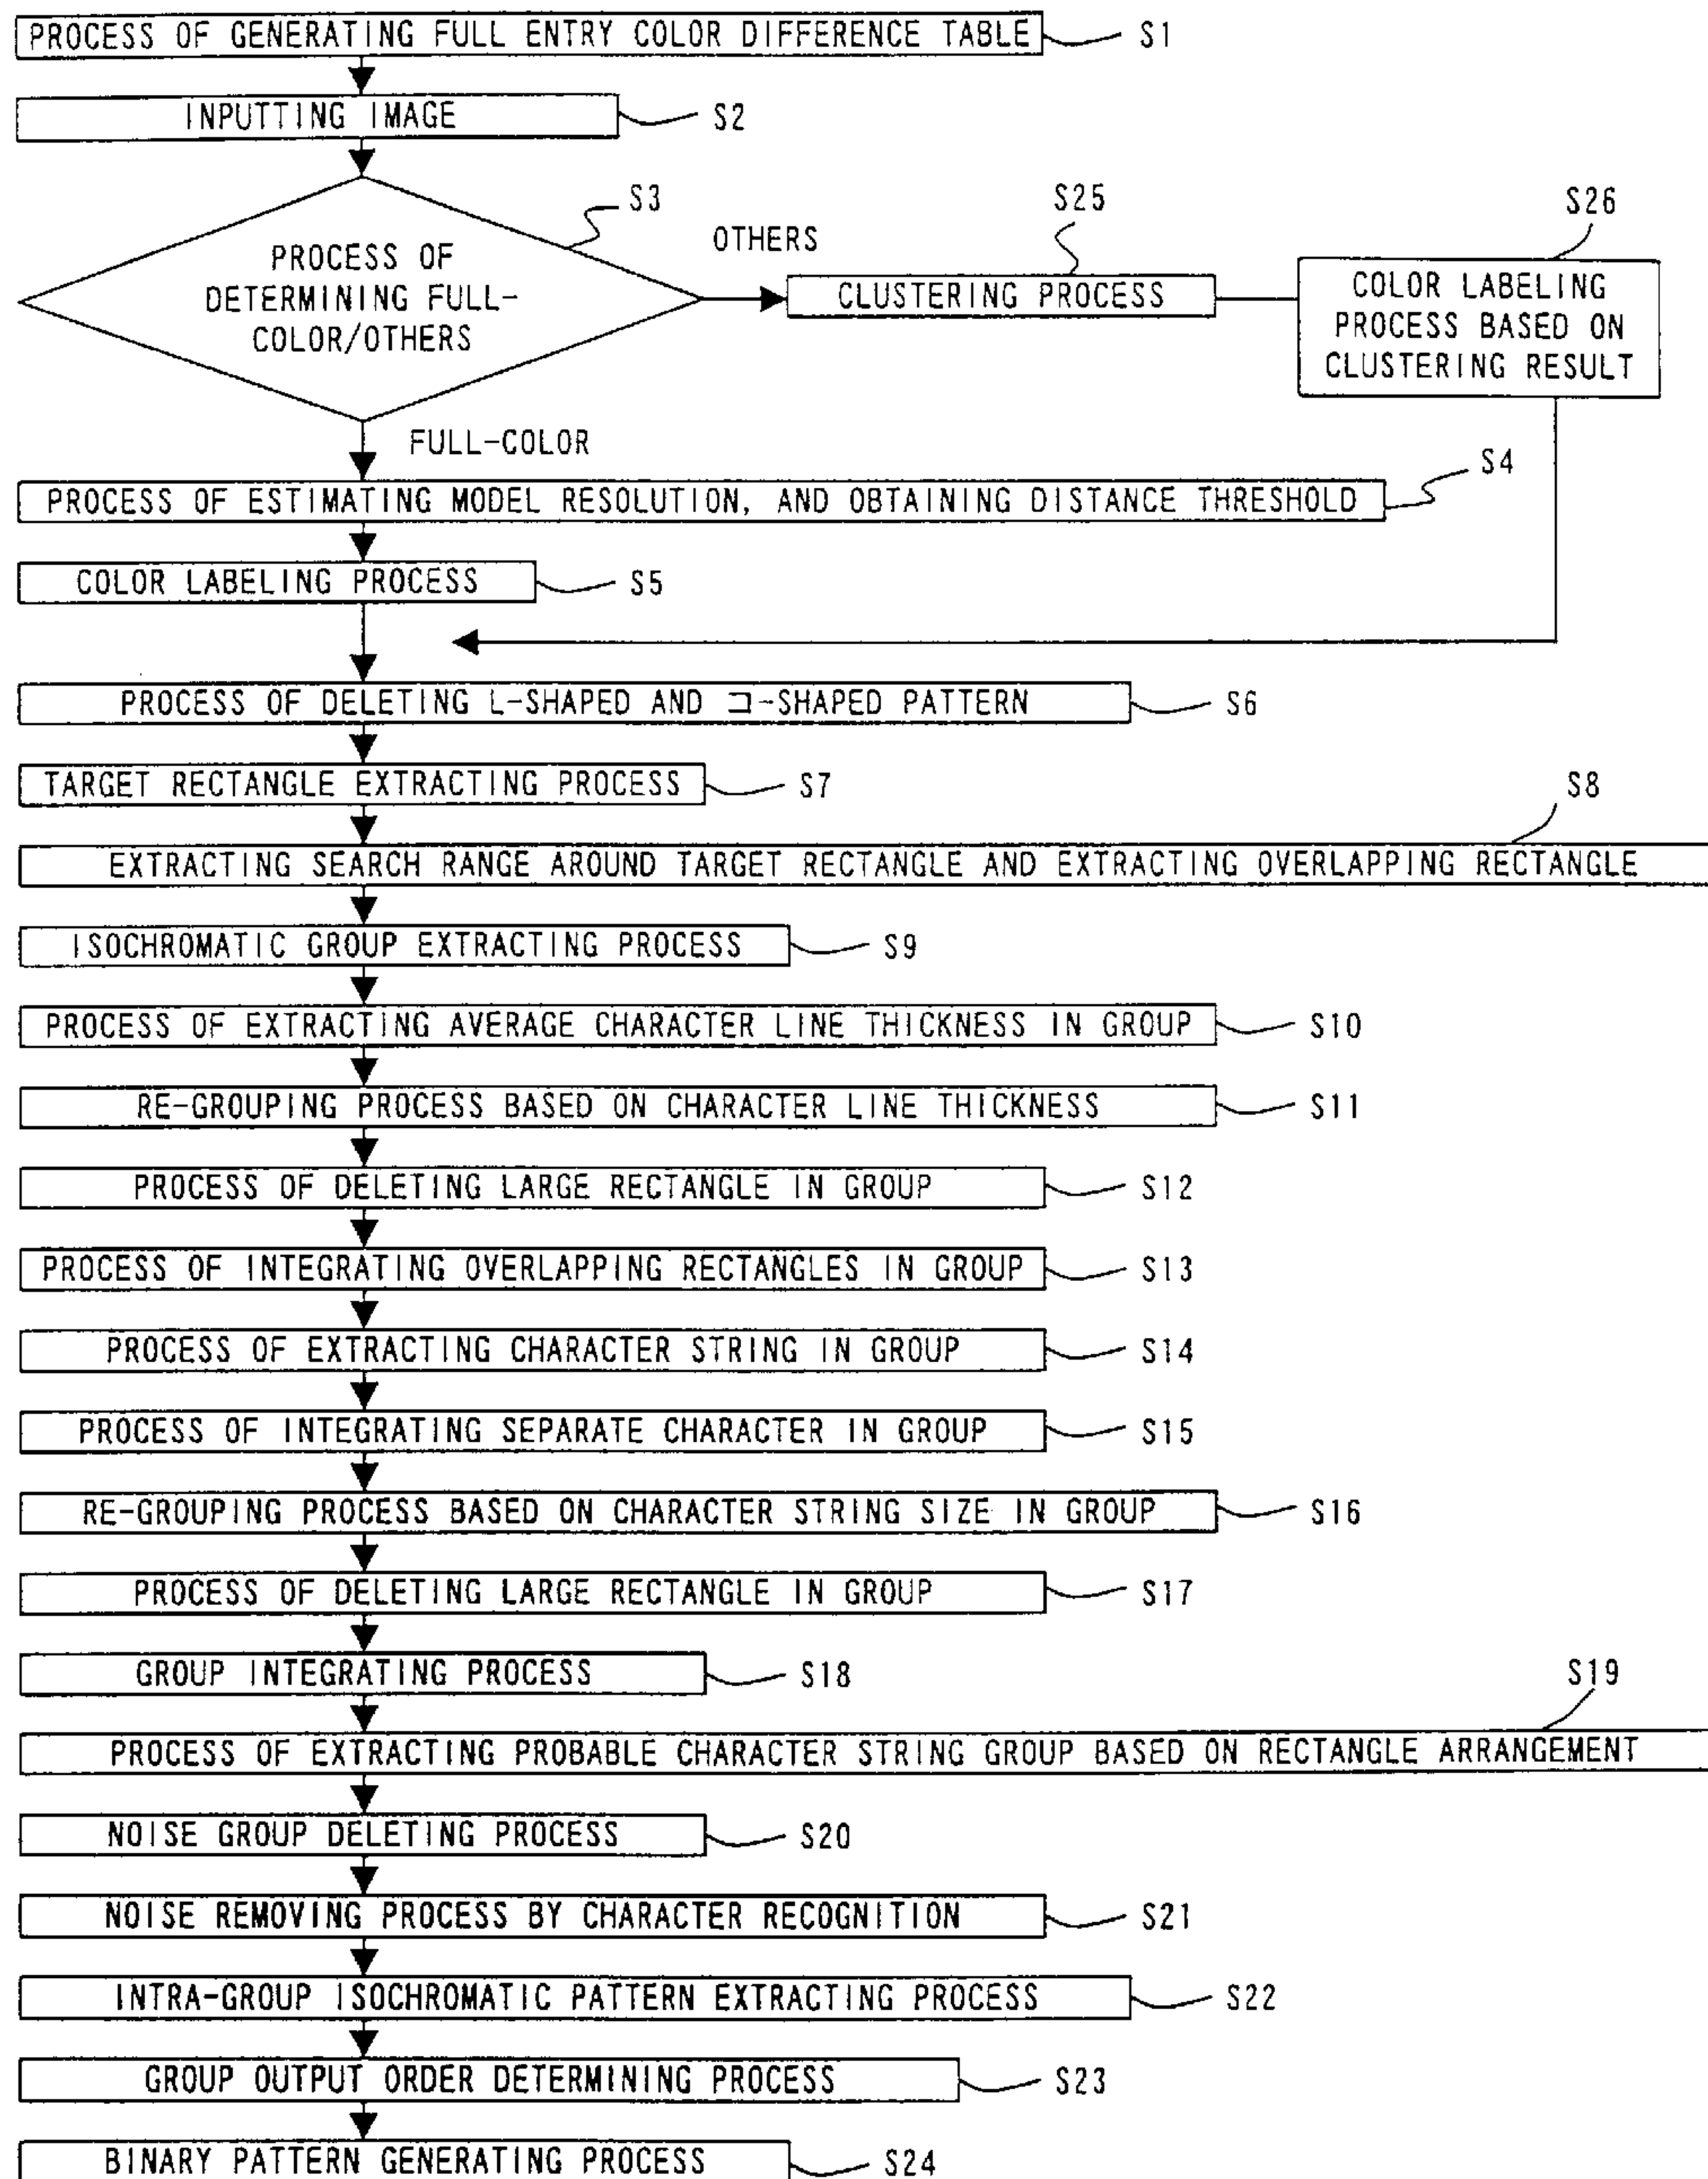 PROCESS OF GENERATING FULL ENTRY COLOR DIFFERENCE TABLE S1
INPUTTING IMAGE S2
S3
PROCESS OF
DETERMINING FULL-
COLOR/OTHERS
OTHERS
S25
CLUSTERING PROCESS
S26
COLOR LABELING
PROCESS BASED ON
CLUSTERING RESULT
FULL-COLOR
S4
PROCESS OF ESTIMATING MODEL RESOLUTION, AND OBTAINING DISTANCE THRESHOLD
COLOR LABELING PROCESS S5
PROCESS OF DELETING L-SHAPED AND コ-SHAPED PATTERN S6
TARGET RECTANGLE EXTRACTING PROCESS S7
S8
EXTRACTING SEARCH RANGE AROUND TARGET RECTANGLE AND EXTRACTING OVERLAPPING RECTANGLE
ISOCHROMATIC GROUP EXTRACTING PROCESS S9
PROCESS OF EXTRACTING AVERAGE CHARACTER LINE THICKNESS IN GROUP S10
RE-GROUPING PROCESS BASED ON CHARACTER LINE THICKNESS S11
PROCESS OF DELETING LARGE RECTANGLE IN GROUP S12
PROCESS OF INTEGRATING OVERLAPPING RECTANGLES IN GROUP S13
PROCESS OF EXTRACTING CHARACTER STRING IN GROUP S14
PROCESS OF INTEGRATING SEPARATE CHARACTER IN GROUP S15
RE-GROUPING PROCESS BASED ON CHARACTER STRING SIZE IN GROUP S16
PROCESS OF DELETING LARGE RECTANGLE IN GROUP S17
GROUP INTEGRATING PROCESS S18
S19
PROCESS OF EXTRACTING PROBABLE CHARACTER STRING GROUP BASED ON RECTANGLE ARRANGEMENT
NOISE GROUP DELETING PROCESS S20
NOISE REMOVING PROCESS BY CHARACTER RECOGNITION S21
INTRA-GROUP ISOCHROMATIC PATTERN EXTRACTING PROCESS S22
GROUP OUTPUT ORDER DETERMINING PROCESS S23
BINARY PATTERN GENERATING PROCESS S24